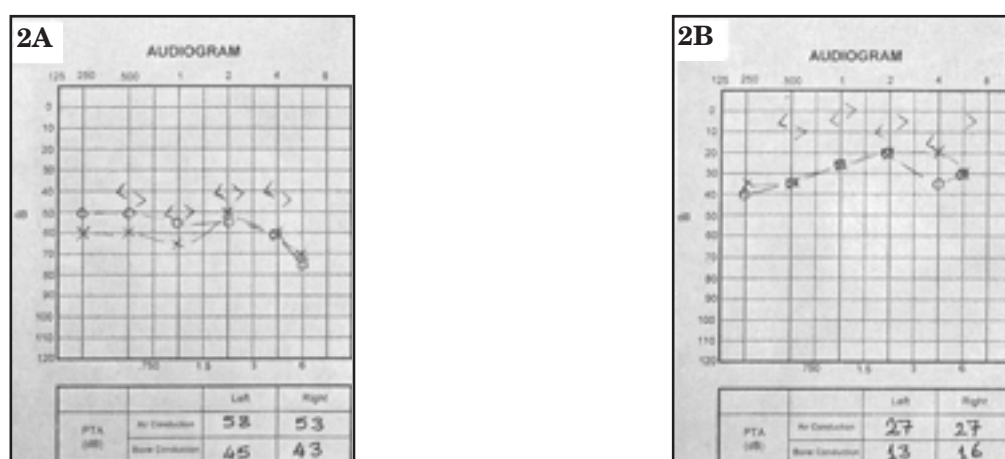 2A
AUDIOGRAM
125 250 500 1 2 4 8
0
10
20
30
40
50
60
70
80
90
100
110
120
dB
.750 1.5 3 6
Left Right
PTA (dB) Air Conduction 58 53
Bone Conduction 45 43
2B
AUDIOGRAM
125 250 500 1 2 4 8
0
10
20
30
40
50
60
70
80
90
100
110
120
dB
.750 1.5 3 6
Left Right
PTA (dB) Air Conduction 27 27
Bone Conduction 13 16